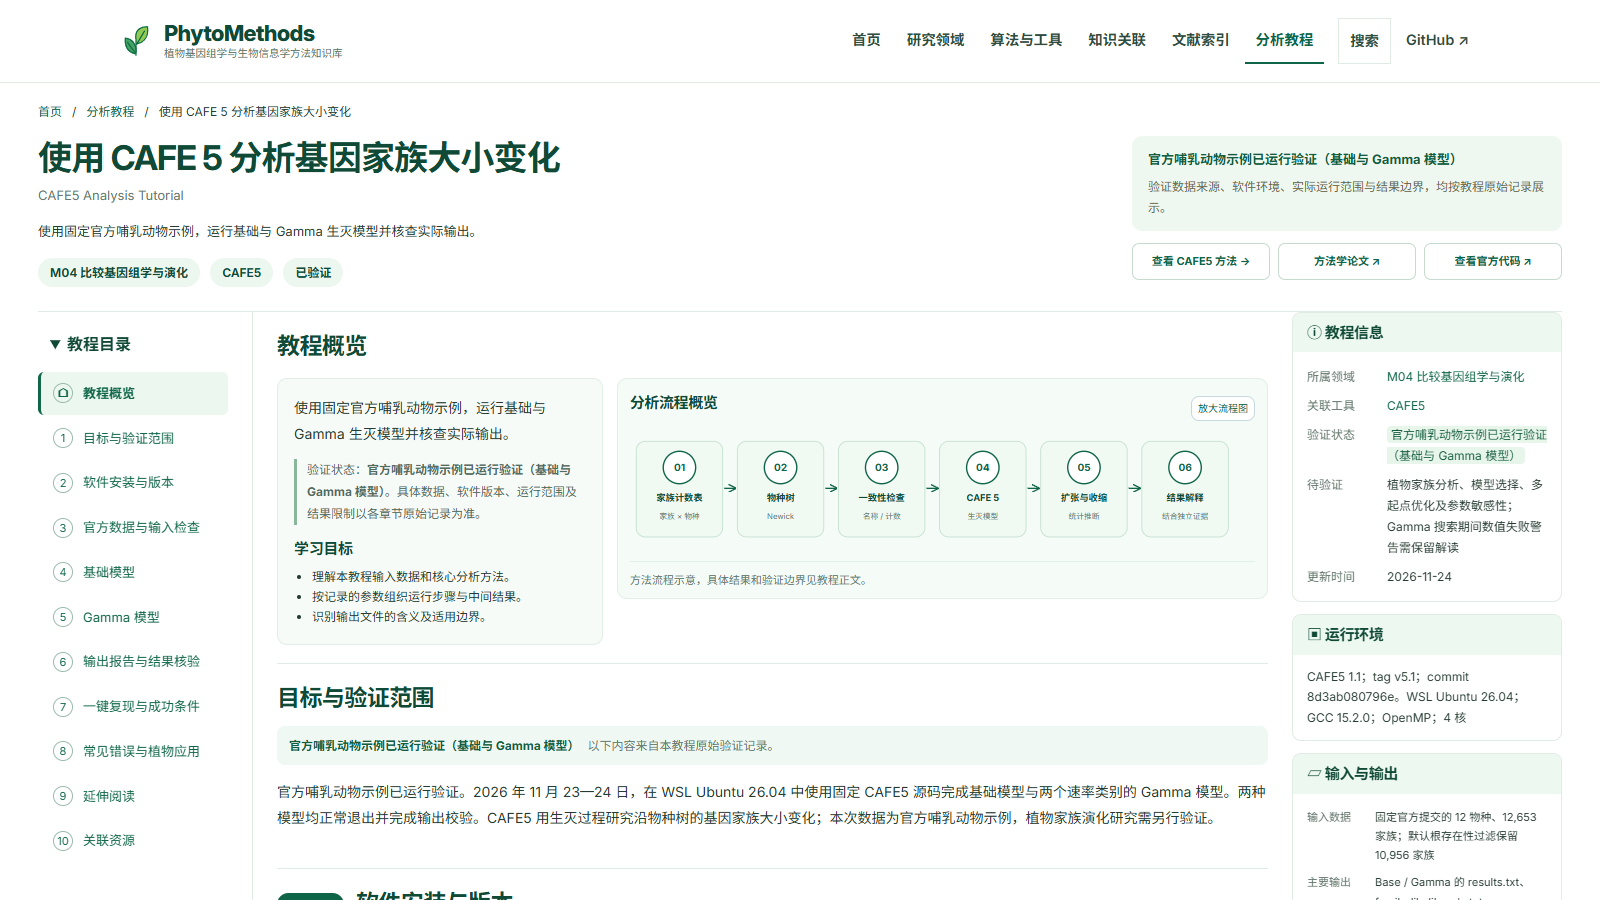 PhytoMethods
植物基因组学与生物信息学方法知识库
首页 研究领域 算法与工具 知识关联 文献索引 分析教程 搜索 GitHub ↗
首页 / 分析教程 / 使用 CAFE 5 分析基因家族大小变化
使用 CAFE 5 分析基因家族大小变化
CAFE5 Analysis Tutorial
使用固定官方哺乳动物示例，运行基础与 Gamma 生灭模型并核查实际输出。
M04 比较基因组学与演化 CAFE5 已验证
官方哺乳动物示例已运行验证（基础与 Gamma 模型）
验证数据来源、软件环境、实际运行范围与结果边界，均按教程原始记录展
示。
查看 CAFE5 方法 → 方法学论文 ↗ 查看官方代码 ↗
▼ 教程目录
教程概览
1 目标与验证范围
2 软件安装与版本
3 官方数据与输入检查
4 基础模型
5 Gamma 模型
6 输出报告与结果核验
7 一键复现与成功条件
8 常见错误与植物应用
9 延伸阅读
10 关联资源
教程概览
使用固定官方哺乳动物示例，运行基础与
Gamma 生灭模型并核查实际输出。
验证状态：官方哺乳动物示例已运行验证（基础与
Gamma 模型）。具体数据、软件版本、运行范围及
结果限制以各章节原始记录为准。
学习目标
• 理解本教程输入数据和核心分析方法。
• 按记录的参数组织运行步骤与中间结果。
• 识别输出文件的含义及适用边界。
分析流程概览
放大流程图
01 02 03 04 05 06
家族计数表 物种树 一致性检查 CAFE 5 扩张与收缩 结果解释
家族 × 物种 Newick 名称 / 计数 生灭模型 统计推断 结合独立证据
方法流程示意，具体结果和验证边界见教程正文。
目标与验证范围
官方哺乳动物示例已运行验证（基础与 Gamma 模型） 以下内容来自本教程原始验证记录。
官方哺乳动物示例已运行验证。2026 年 11 月 23—24 日，在 WSL Ubuntu 26.04 中使用固定 CAFE5 源码完成基础模型与两个速率类别的 Gamma 模型。两种
模型均正常退出并完成输出校验。CAFE5 用生灭过程研究沿物种树的基因家族大小变化；本次数据为官方哺乳动物示例，植物家族演化研究需另行验证。
软件安装与版本
ⓘ 教程信息
所属领域 M04 比较基因组学与演化
关联工具 CAFE5
验证状态 官方哺乳动物示例已运行验证
（基础与 Gamma 模型）
待验证 植物家族分析、模型选择、多
起点优化及参数敏感性；
Gamma 搜索期间数值失败警
告需保留解读
更新时间 2026-11-24
▣ 运行环境
CAFE5 1.1；tag v5.1；commit
8d3ab080796e。WSL Ubuntu 26.04；
GCC 15.2.0；OpenMP；4 核
▱ 输入与输出
输入数据 固定官方提交的 12 物种、12,653
家族；默认根存在性过滤保留
10,956 家族
主要输出 Base / Gamma 的 results.txt、